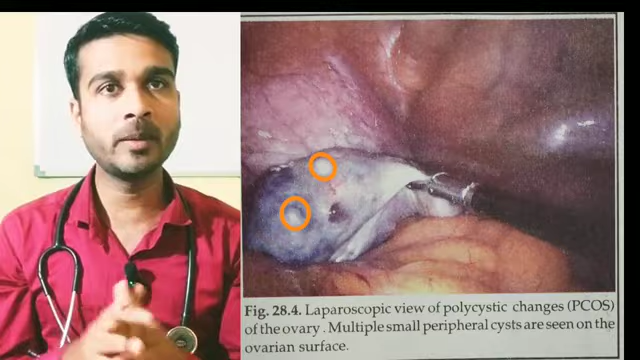 Fig. 28.4. Laparoscopic view of polycystic changes (PCOS)
of the ovary . Multiple small peripheral cysts are seen on the
ovarian surface.